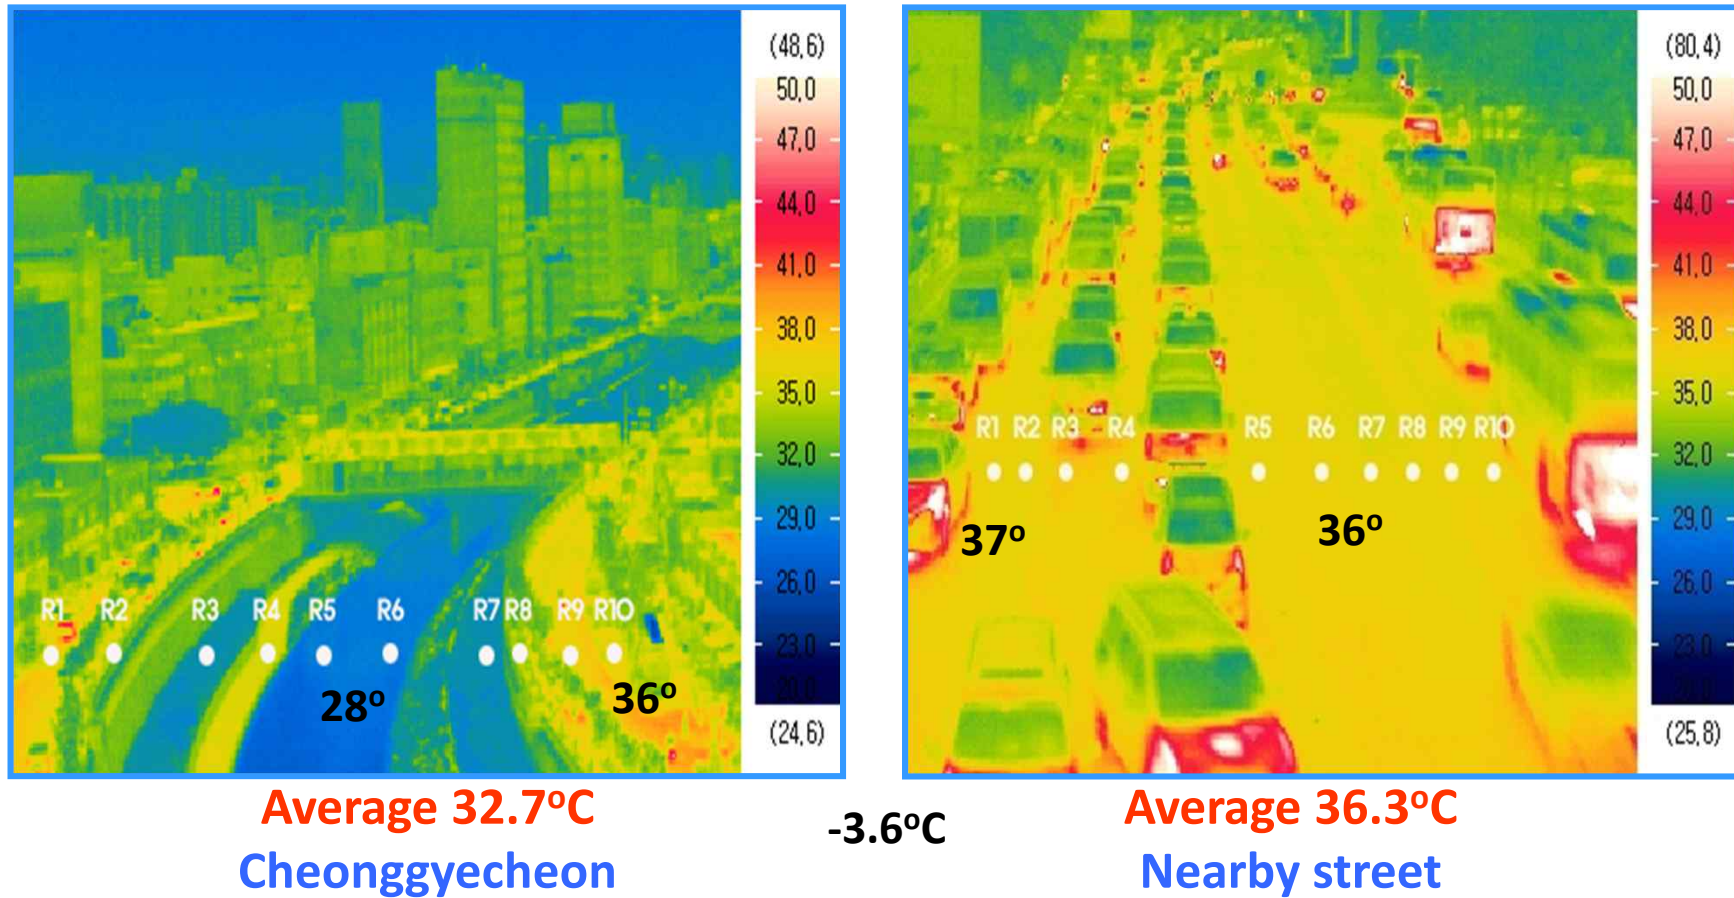 (48,6)
50,0
47,0
44,0
41,0
38,0
35,0
32,0
29,0
26,0
23,0
20,0
(24,6)
R1 R2 R3 R4 R5 R6 R7 R8 R9 R10
28º
36º
(80,4)
50,0
47,0
44,0
41,0
38,0
35,0
32,0
29,0
26,0
23,0
(25,8)
R1 R2 R3 R4 R5 R6 R7 R8 R9 R10
37º
36º
Average 32.7ºC
Cheonggyecheon
-3.6ºC
Average 36.3ºC
Nearby street